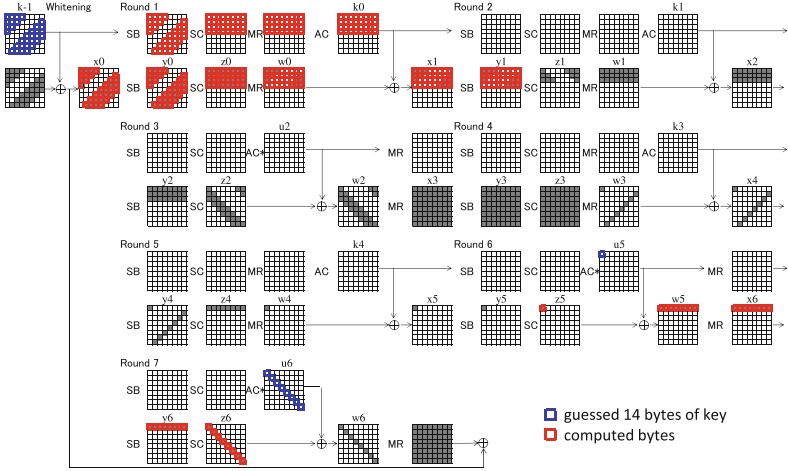 k-1 Whitening Round 1 k0 Round 2 k1
SB SC MR AC SB SC MR AC
x0 y0 z0 w0 x1 y1 z1 w1 x2
SB SC MR SB SC MR
Round 3 u2 Round 4 k3
SB SC AC* MR SB SC MR AC
y2 z2 w2 x3 y3 z3 w3 x4
SB SC MR SB SC MR
Round 5 k4 Round 6 u5
SB SC MR AC SB SC AC* MR
y4 z4 w4 x5 y5 z5 w5 x6
SB SC MR SB SC MR
Round 7 u6
SB SC AC*
y6 z6 w6
SB SC MR
guessed 14 bytes of key
computed bytes